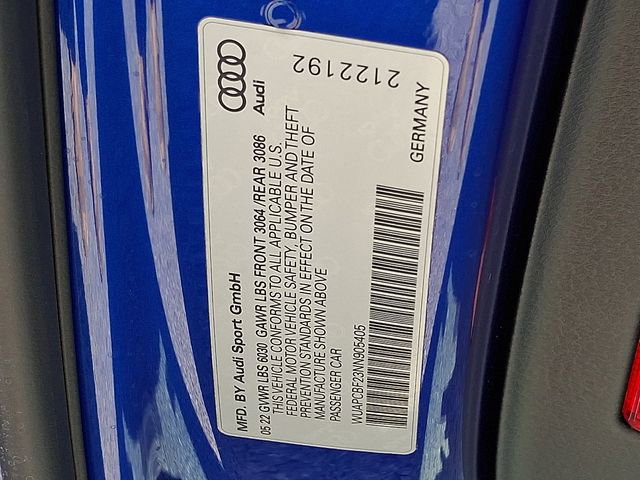 Audi
MFD. BY Audi Sport GmbH
05 22 GVWR LBS 6030 GAWR LBS FRONT 3064 /REAR 3086
THIS VEHICLE CONFORMS TO ALL APPLICABLE U.S.
FEDERAL MOTOR VEHICLE SAFETY, BUMPER AND THEFT
PREVENTION STANDARDS IN EFFECT ON THE DATE OF
MANUFACTURE SHOWN ABOVE
PASSENGER CAR
WUAPCBF23NN905405
GERMANY
2122192